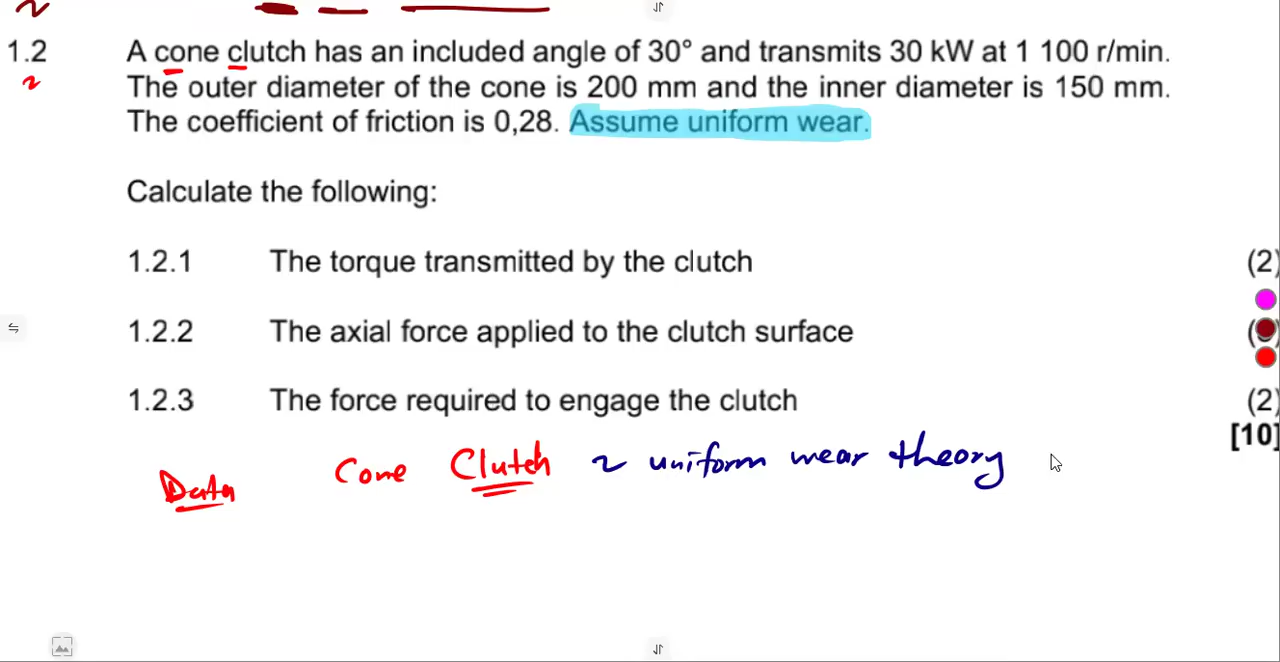 1.2 A cone clutch has an included angle of 30° and transmits 30 kW at 1 100 r/min.
The outer diameter of the cone is 200 mm and the inner diameter is 150 mm.
The coefficient of friction is 0,28. Assume uniform wear.
Calculate the following:
1.2.1 The torque transmitted by the clutch (2)
1.2.2 The axial force applied to the clutch surface
1.2.3 The force required to engage the clutch (2)
[10]
Data Cone Clutch ~ uniform wear theory